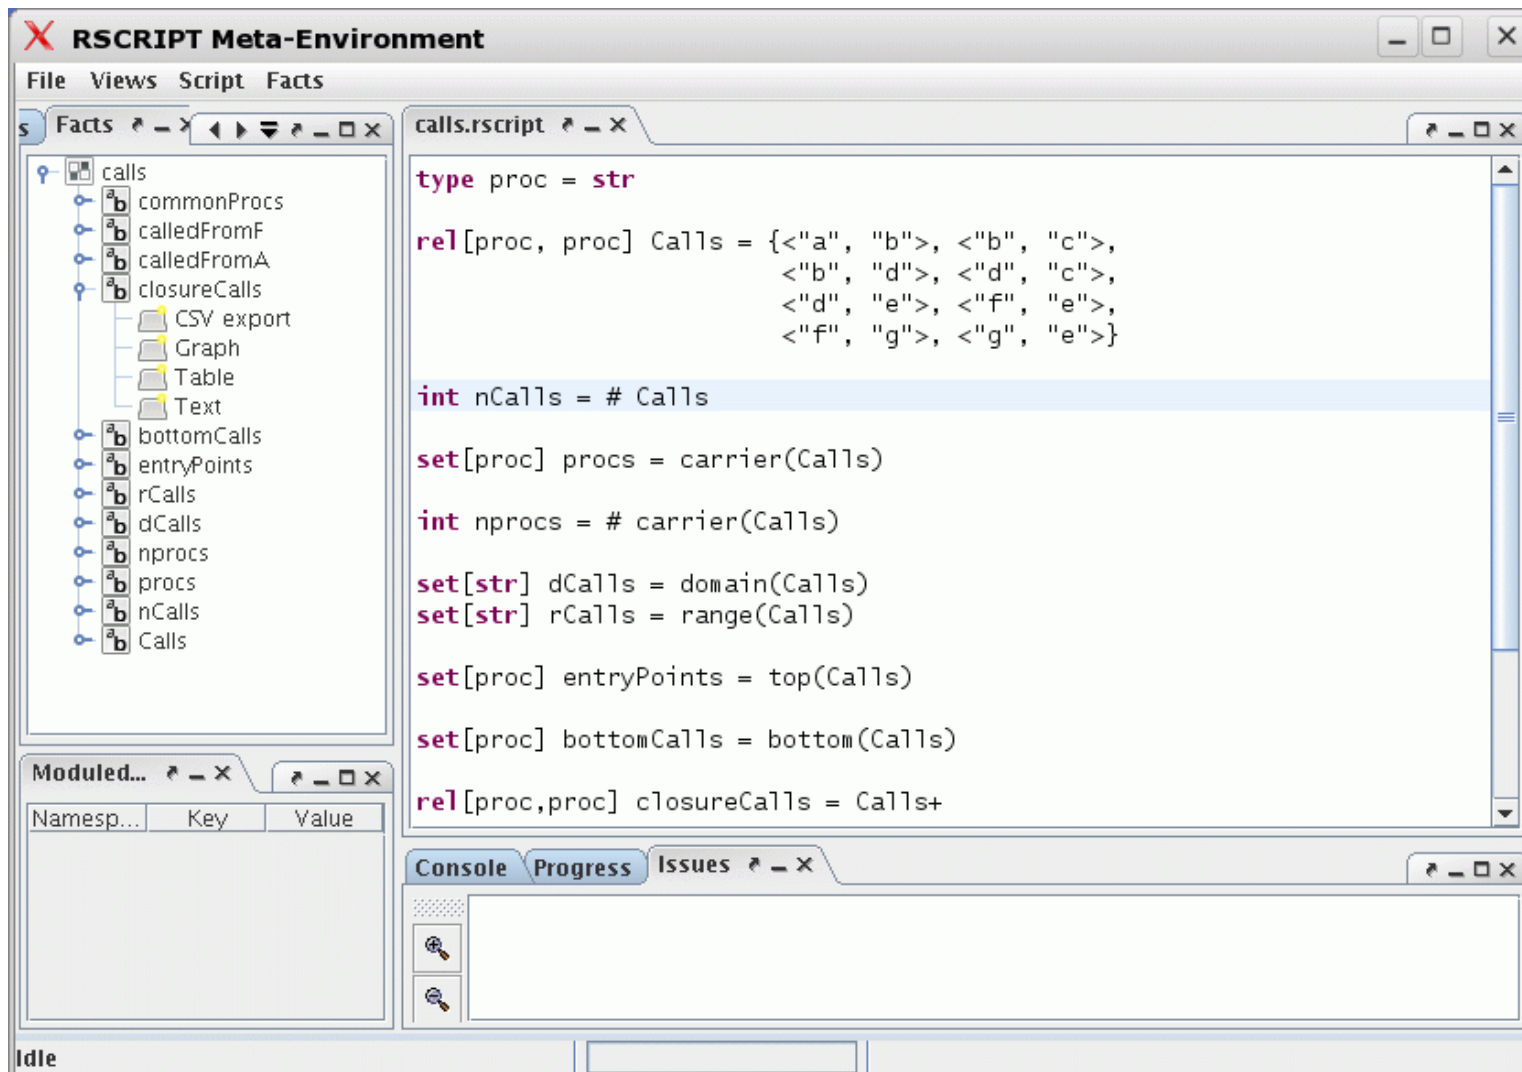 RSCRIPT Meta-Environment
File Views Script Facts
s Facts
calls
commonProcs
calledFromF
calledFromA
closureCalls
CSV export
Graph
Table
Text
bottomCalls
entryPoints
rCalls
dCalls
nprocs
procs
nCalls
Calls
Moduled...
Namesp... Key Value
calls.rscript
type proc = str
rel[proc, proc] Calls = {<"a", "b">, <"b", "c">,
<"b", "d">, <"d", "c">,
<"d", "e">, <"f", "e">,
<"f", "g">, <"g", "e">}
int nCalls = # Calls
set[proc] procs = carrier(Calls)
int nprocs = # carrier(Calls)
set[str] dCalls = domain(Calls)
set[str] rCalls = range(Calls)
set[proc] entryPoints = top(Calls)
set[proc] bottomCalls = bottom(Calls)
rel[proc,proc] closureCalls = Calls+
Console Progress Issues
Idle